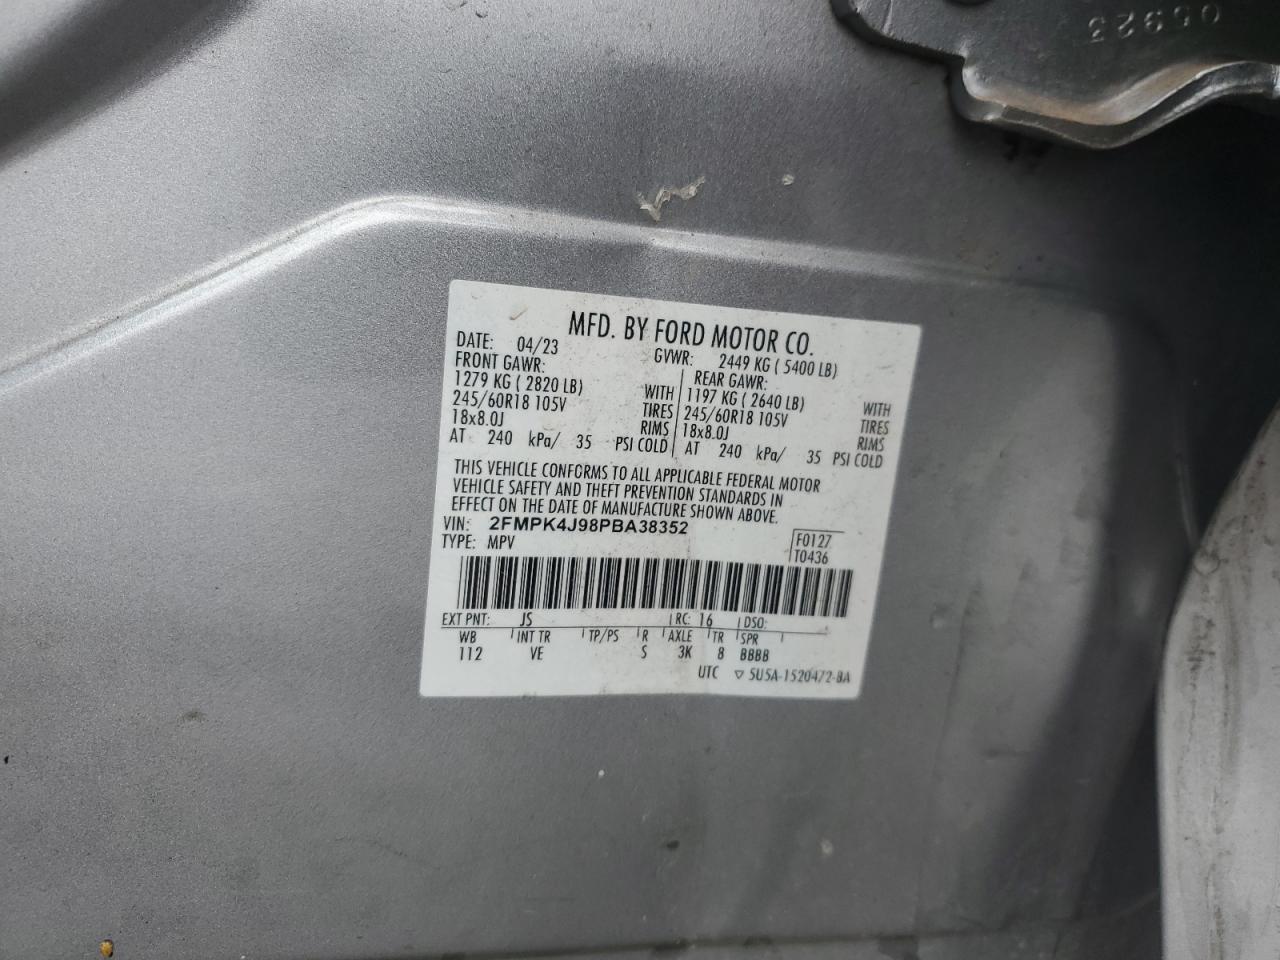 05923
MFD. BY FORD MOTOR CO.
DATE: 04/23 GVWR: 2449 KG ( 5400 LB)
FRONT GAWR: REAR GAWR:
1279 KG ( 2820 LB) WITH 1197 KG ( 2640 LB) WITH
245/60R18 105V TIRES 245/60R18 105V TIRES
18x8.0J RIMS 18x8.0J RIMS
AT 240 kPa/ 35 PSI COLD AT 240 kPa/ 35 PSI COLD
THIS VEHICLE CONFORMS TO ALL APPLICABLE FEDERAL MOTOR
VEHICLE SAFETY AND THEFT PREVENTION STANDARDS IN
EFFECT ON THE DATE OF MANUFACTURE SHOWN ABOVE.
VIN: 2FMPK4J98PBA38352
TYPE: MPV F0127
T0436
EXT PNT: JS RC: 16 DSO:
WB INT TR TP/PS R AXLE TR SPR
112 VE S 3K 8 BBBB
UTC ▽ 5U5A-1520472-BA